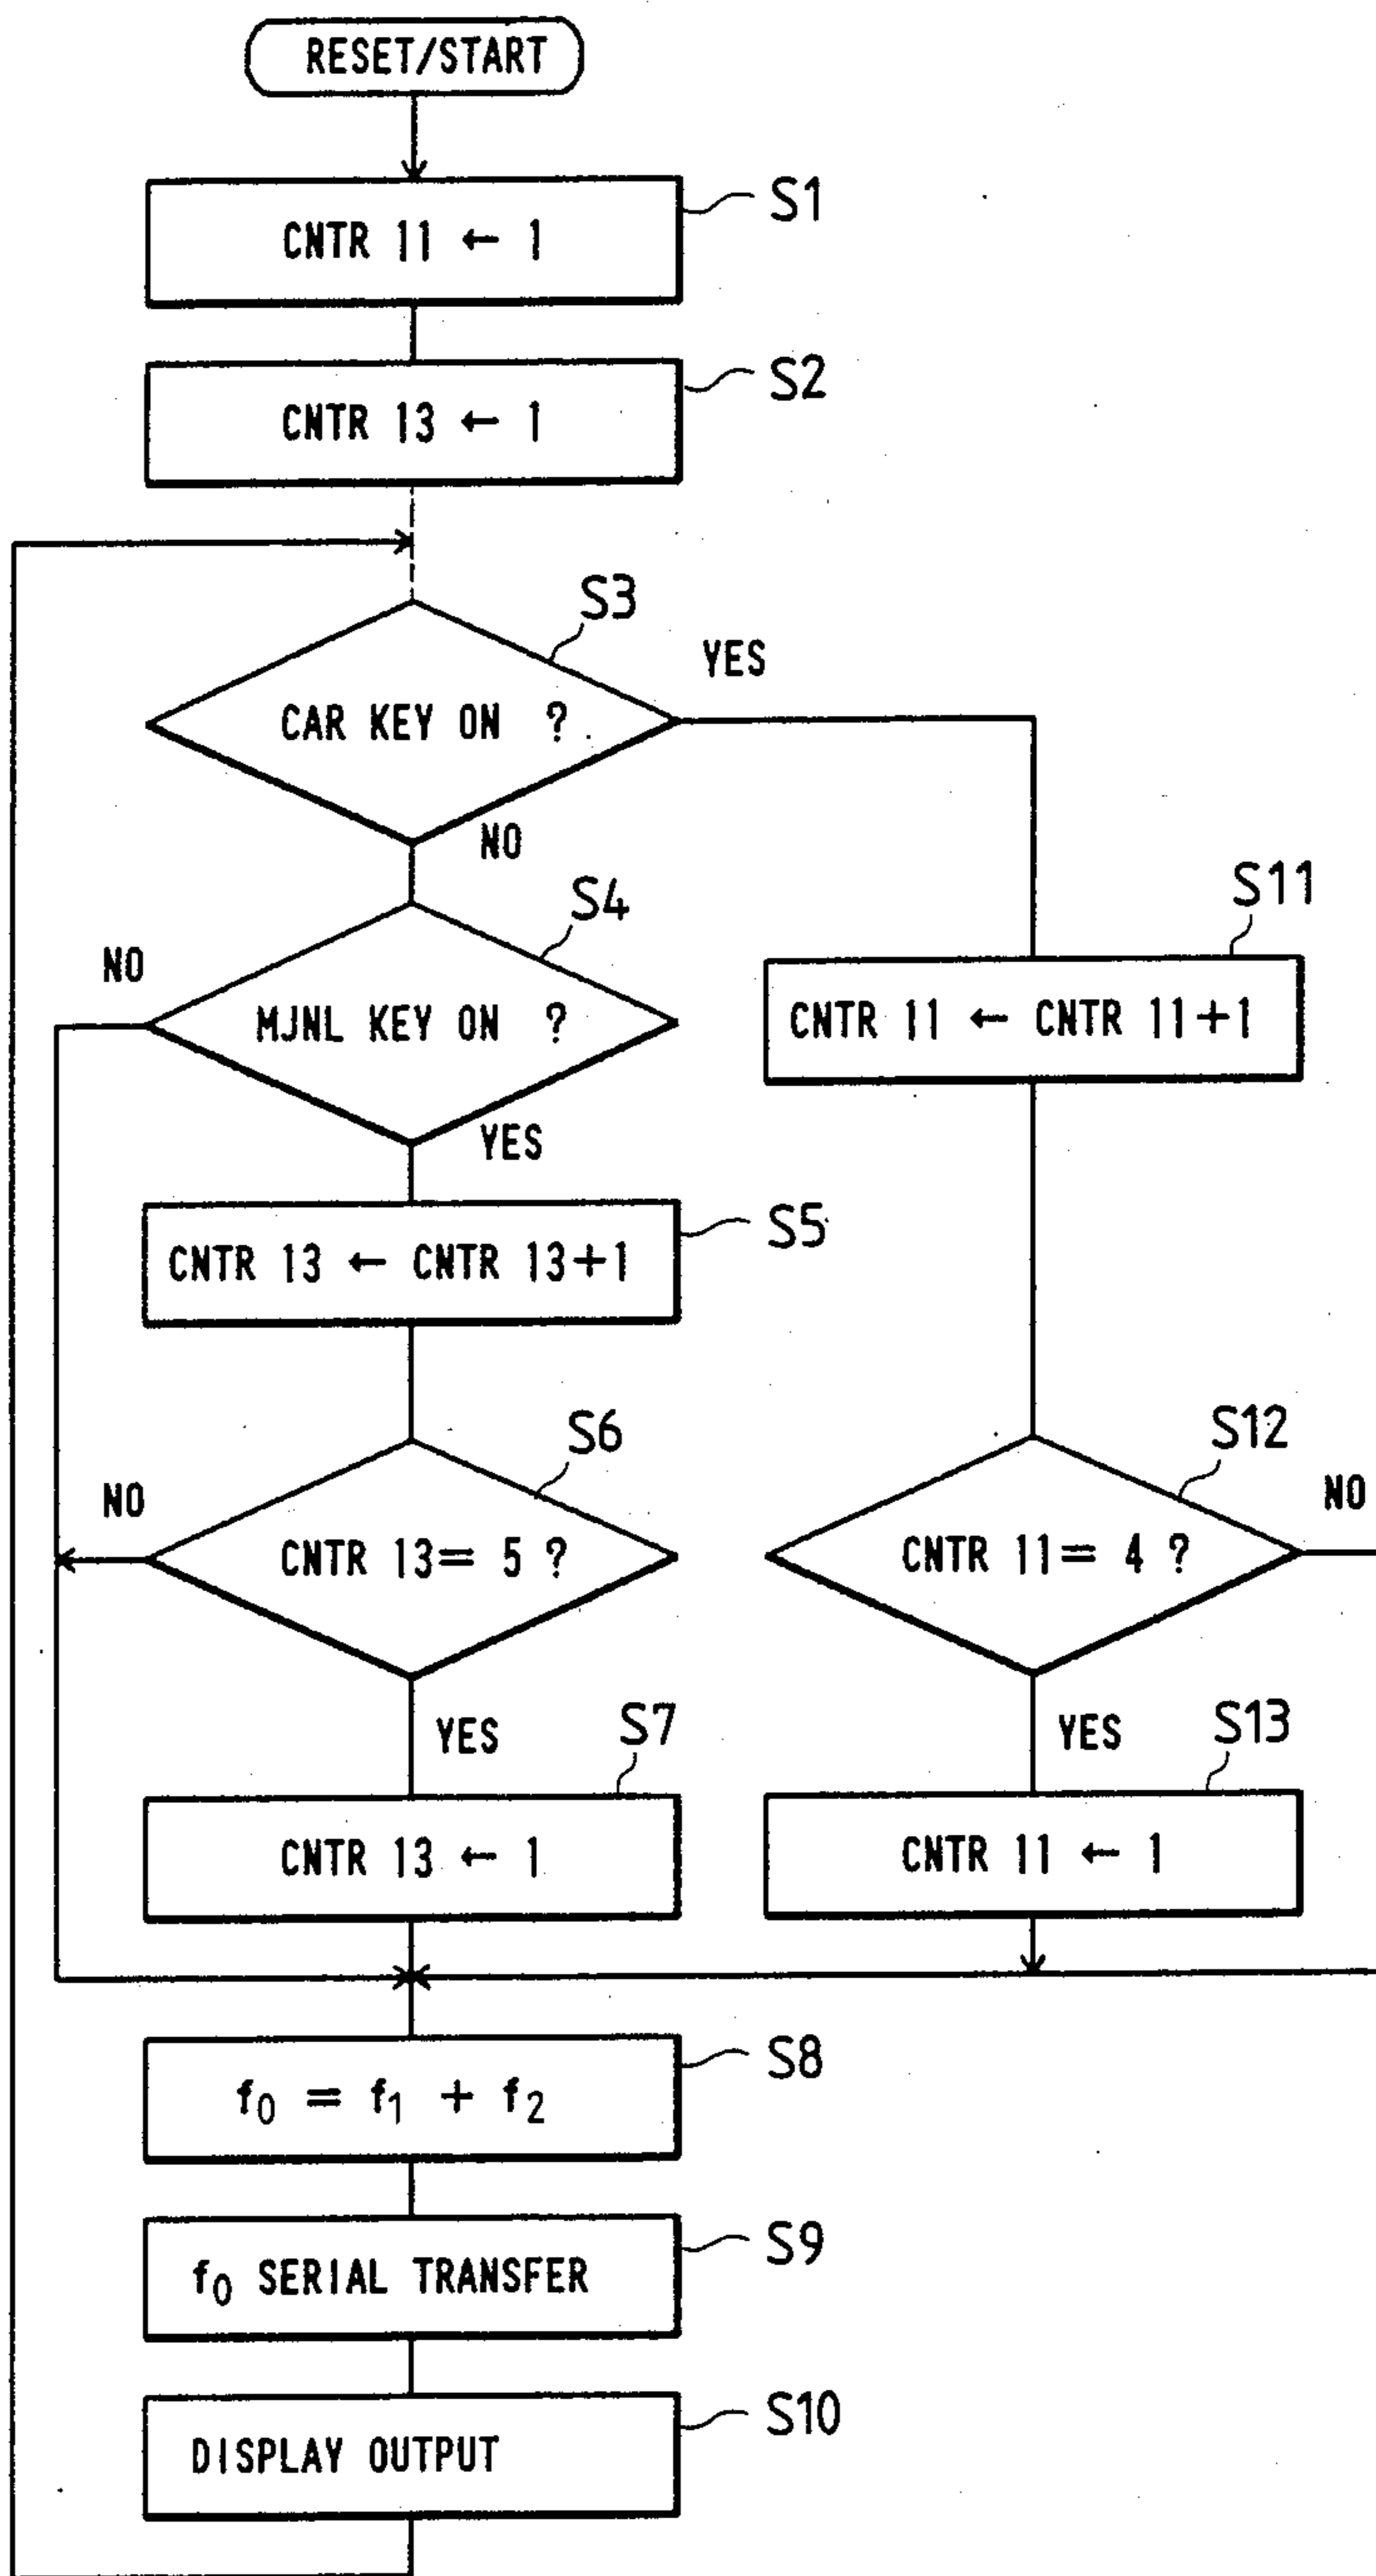 RESET/START
CNTR 11 ← 1
S1
CNTR 13 ← 1
S2
S3
CAR KEY ON ?
YES
NO
S4
NO
MJNL KEY ON ?
YES
S11
CNTR 11 ← CNTR 11+1
CNTR 13 ← CNTR 13+1
S5
S6
NO
CNTR 13= 5 ?
YES
S12
NO
CNTR 11= 4 ?
YES
S7
CNTR 13 ← 1
S13
CNTR 11 ← 1
f₀ = f₁ + f₂
S8
f₀ SERIAL TRANSFER
S9
DISPLAY OUTPUT
S10